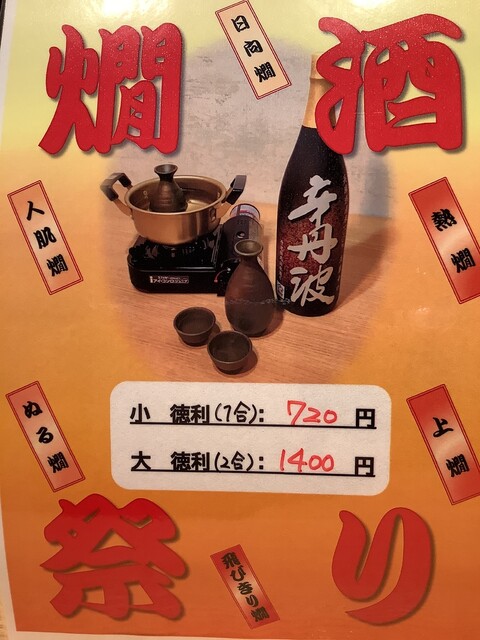 燗酒
日向燗
人肌燗
熱燗
辛丹波
小 徳利(1合): 720 円
大 徳利(2合): 1400 円
ぬる燗
上燗
祭り
飛びきり燗